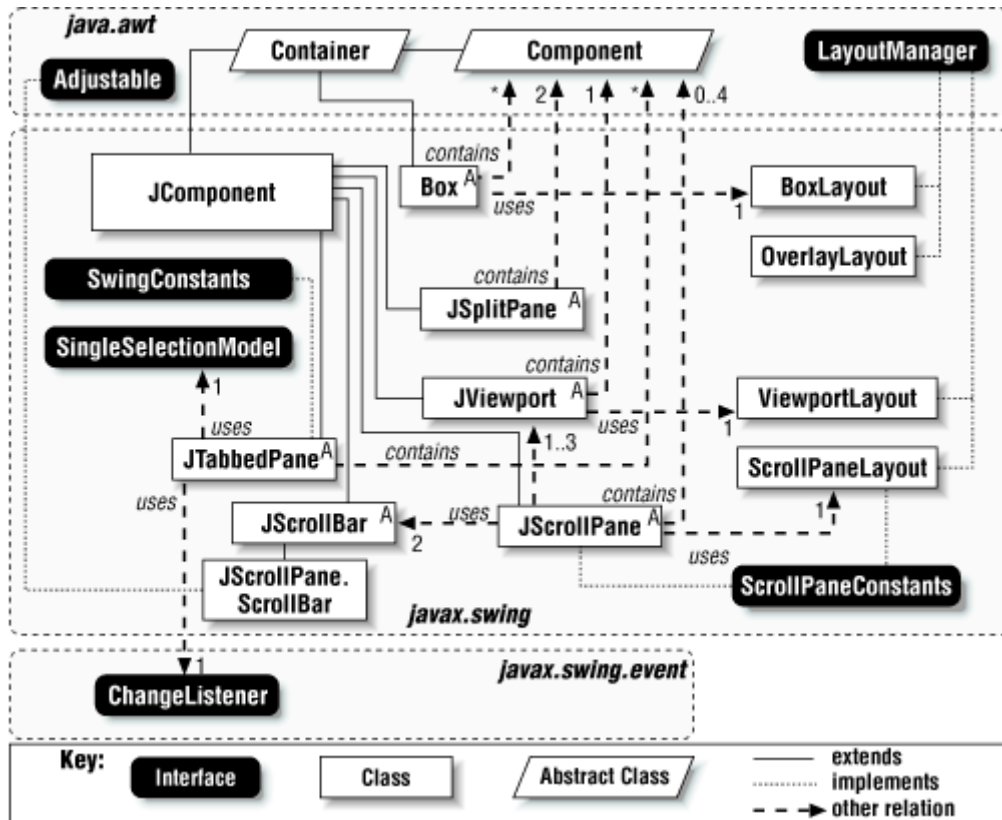 java.awt
Container
Component
LayoutManager
Adjustable
* 2 1 * 0..4
contains
JComponent
Box A
uses
1
BoxLayout
OverlayLayout
SwingConstants
contains
JSplitPane A
SingleSelectionModel
1
contains
JViewport A
uses
1
ViewportLayout
uses
JTabbedPane A
contains
1..3
ScrollPaneLayout
uses
JScrollBar A
2
uses
contains
JScrollPane A
uses
1
JScrollPane.
ScrollBar
ScrollPaneConstants
javax.swing
javax.swing.event
1
ChangeListener
Key:
Interface
Class
Abstract Class
extends
implements
other relation